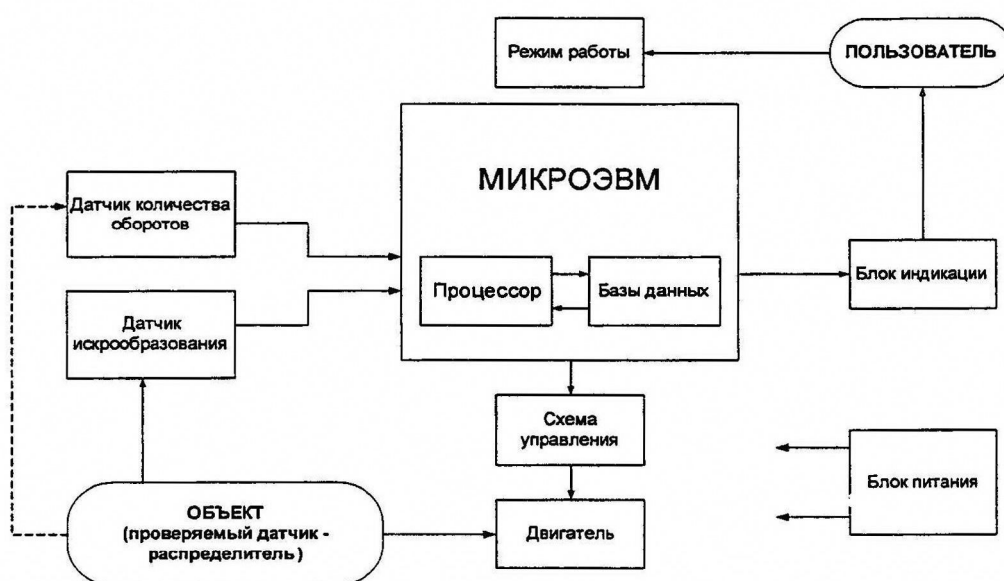 Режим работы
ПОЛЬЗОВАТЕЛЬ
МИКРОЭВМ
Датчик количества
оборотов
Процессор
Базы данных
Блок индикации
Датчик
искрообразования
Схема
управления
Блок питания
ОБЪЕКТ
(проверяемый датчик -
распределитель)
Двигатель